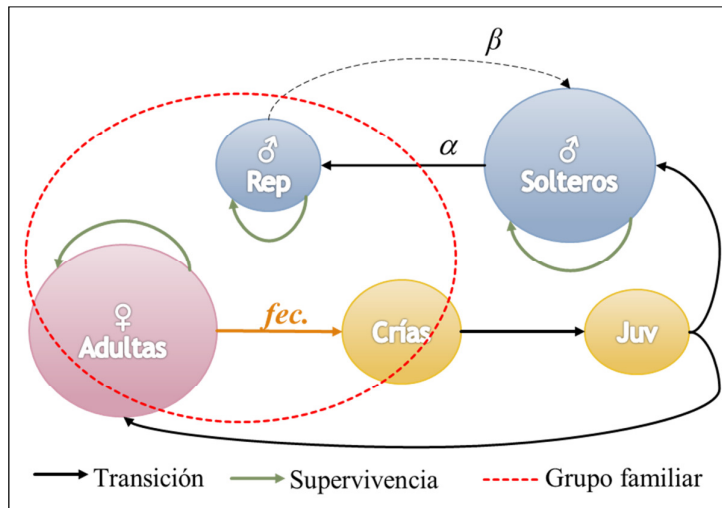 β
♂
Rep
α
♂
Solteros
♀
Adultas
fec.
Crías
Juv
Transición
Supervivencia
Grupo familiar